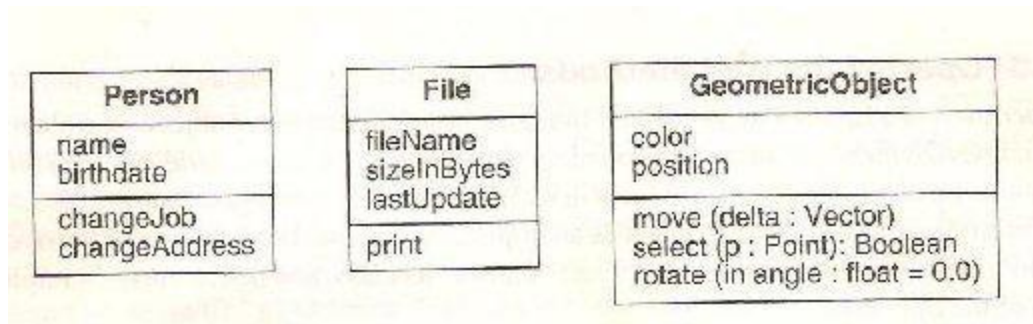 Person
name
birthdate
changeJob
changeAddress
File
fileName
sizeInBytes
lastUpdate
print
GeometricObject
color
position
move (delta : Vector)
select (p : Point): Boolean
rotate (in angle : float = 0.0)